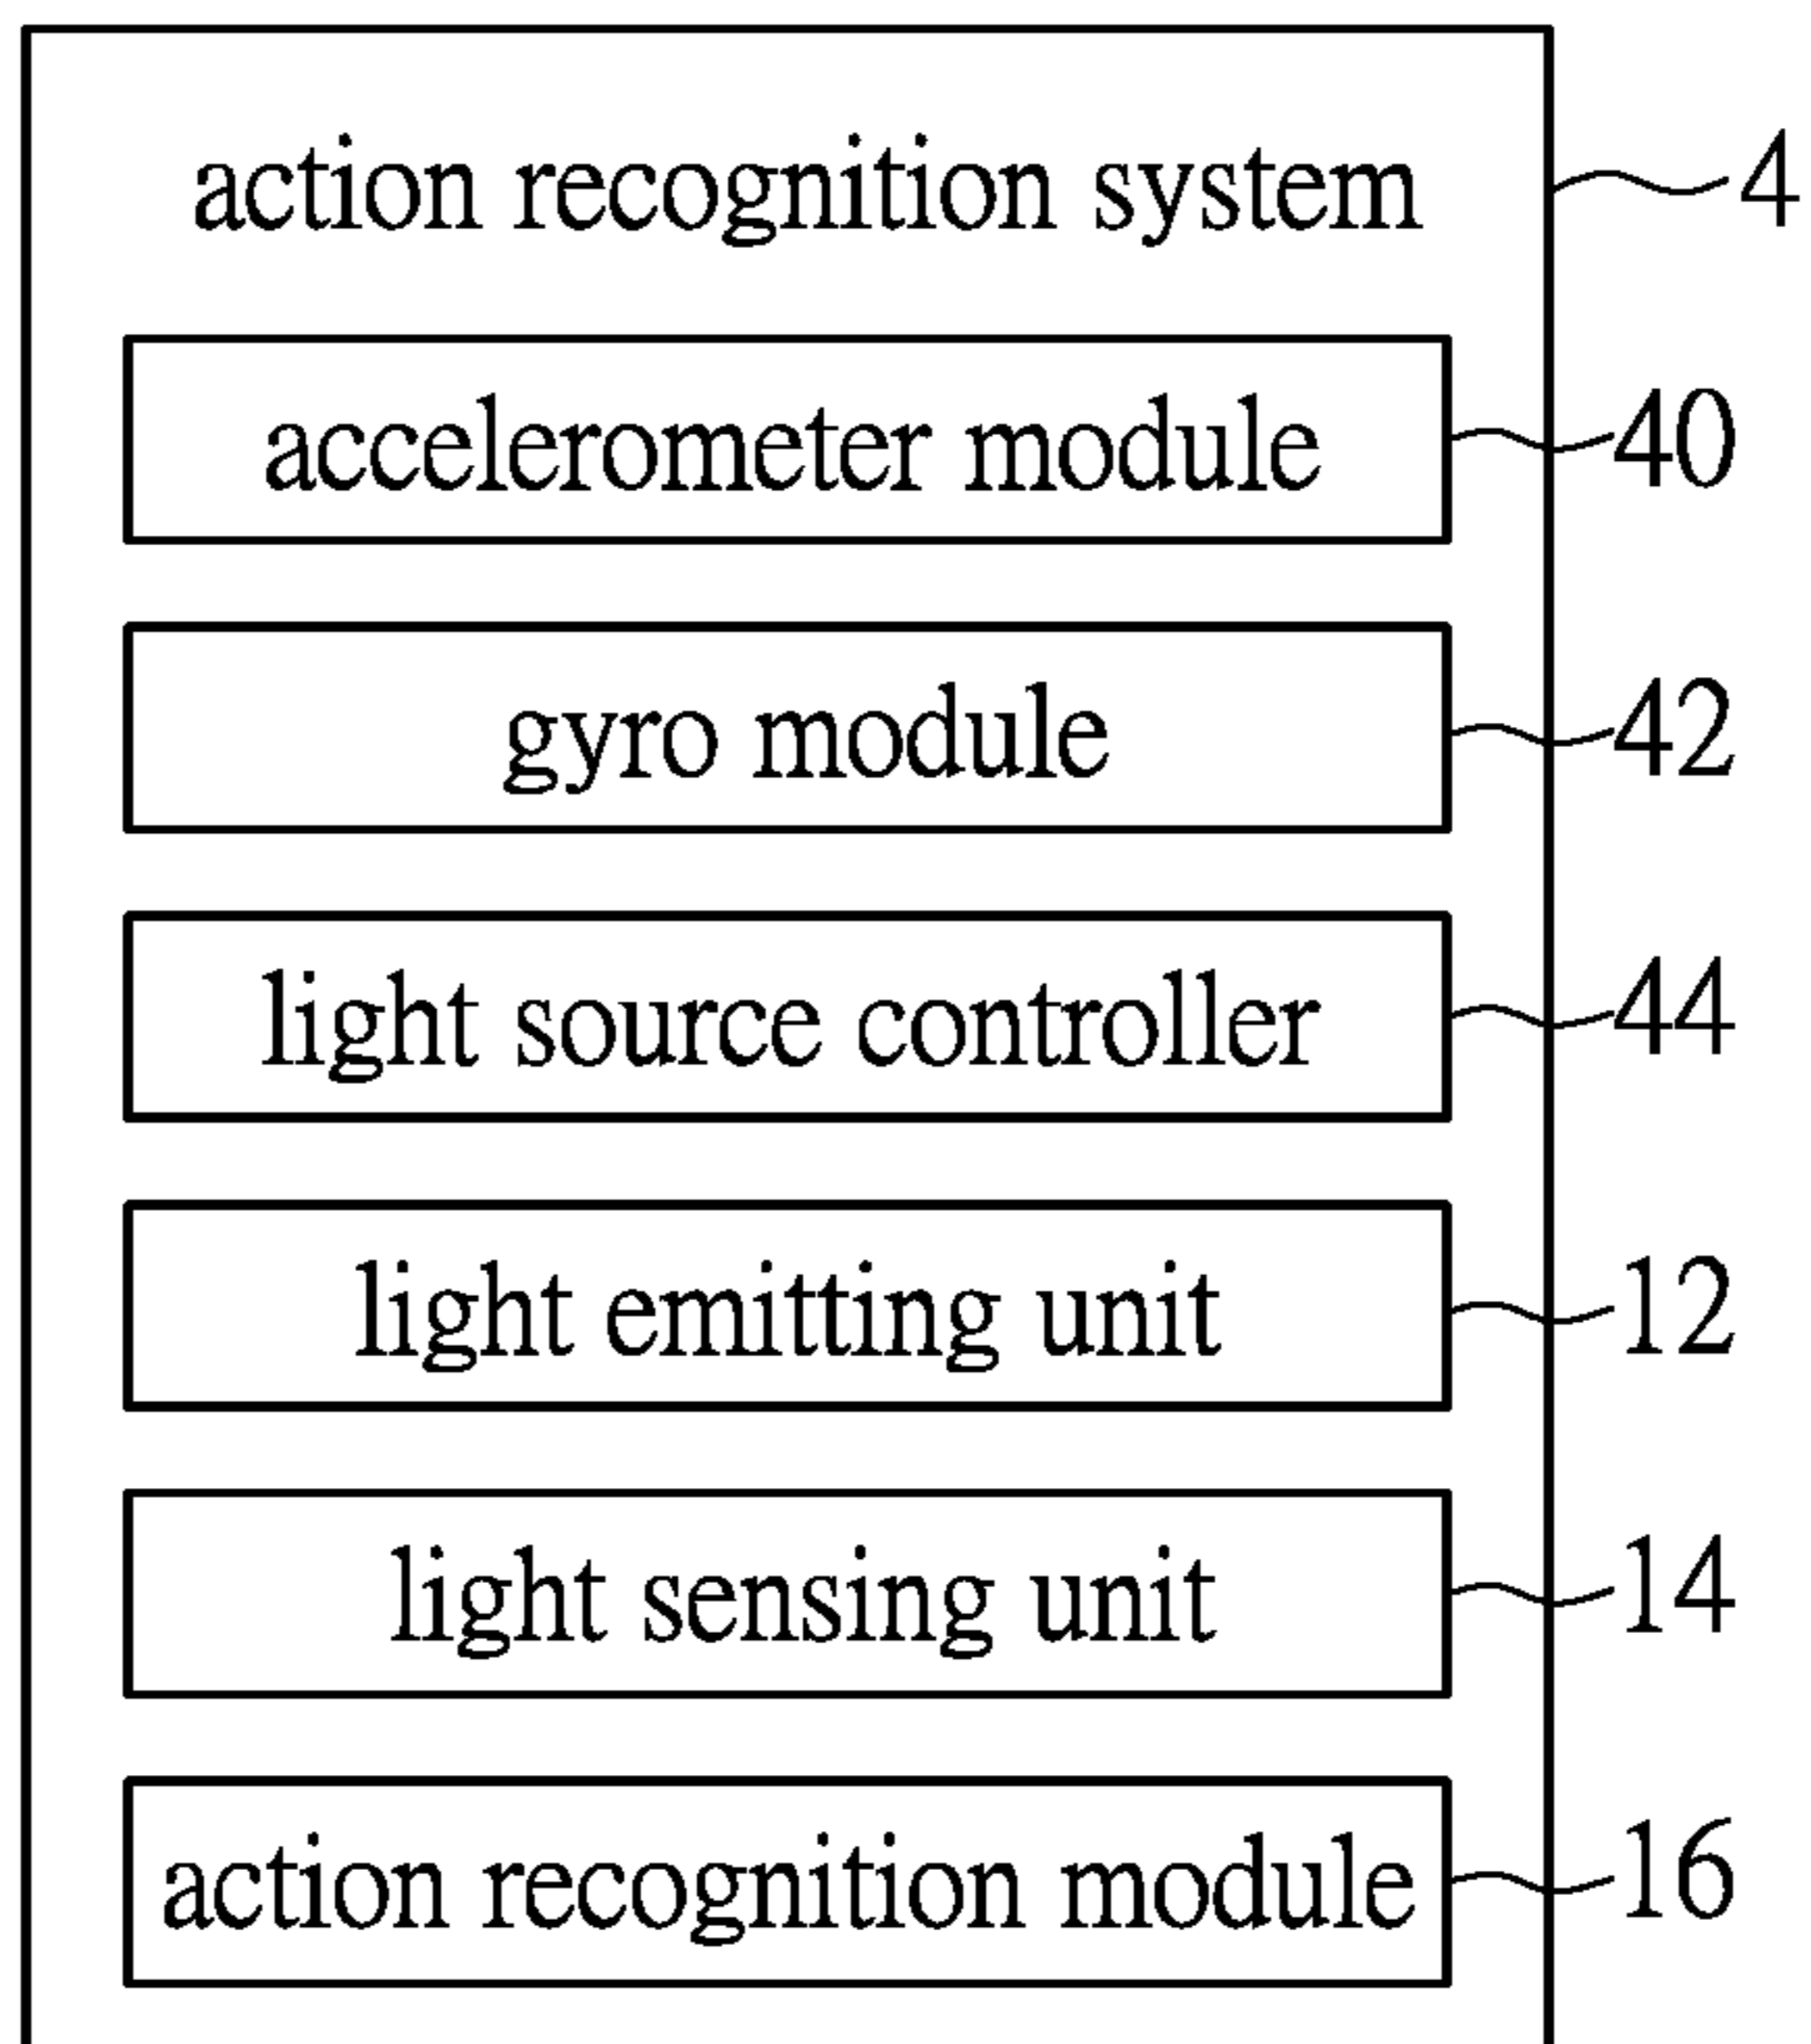 action recognition system 4
accelerometer module 40
gyro module 42
light source controller 44
light emitting unit 12
light sensing unit 14
action recognition module 16